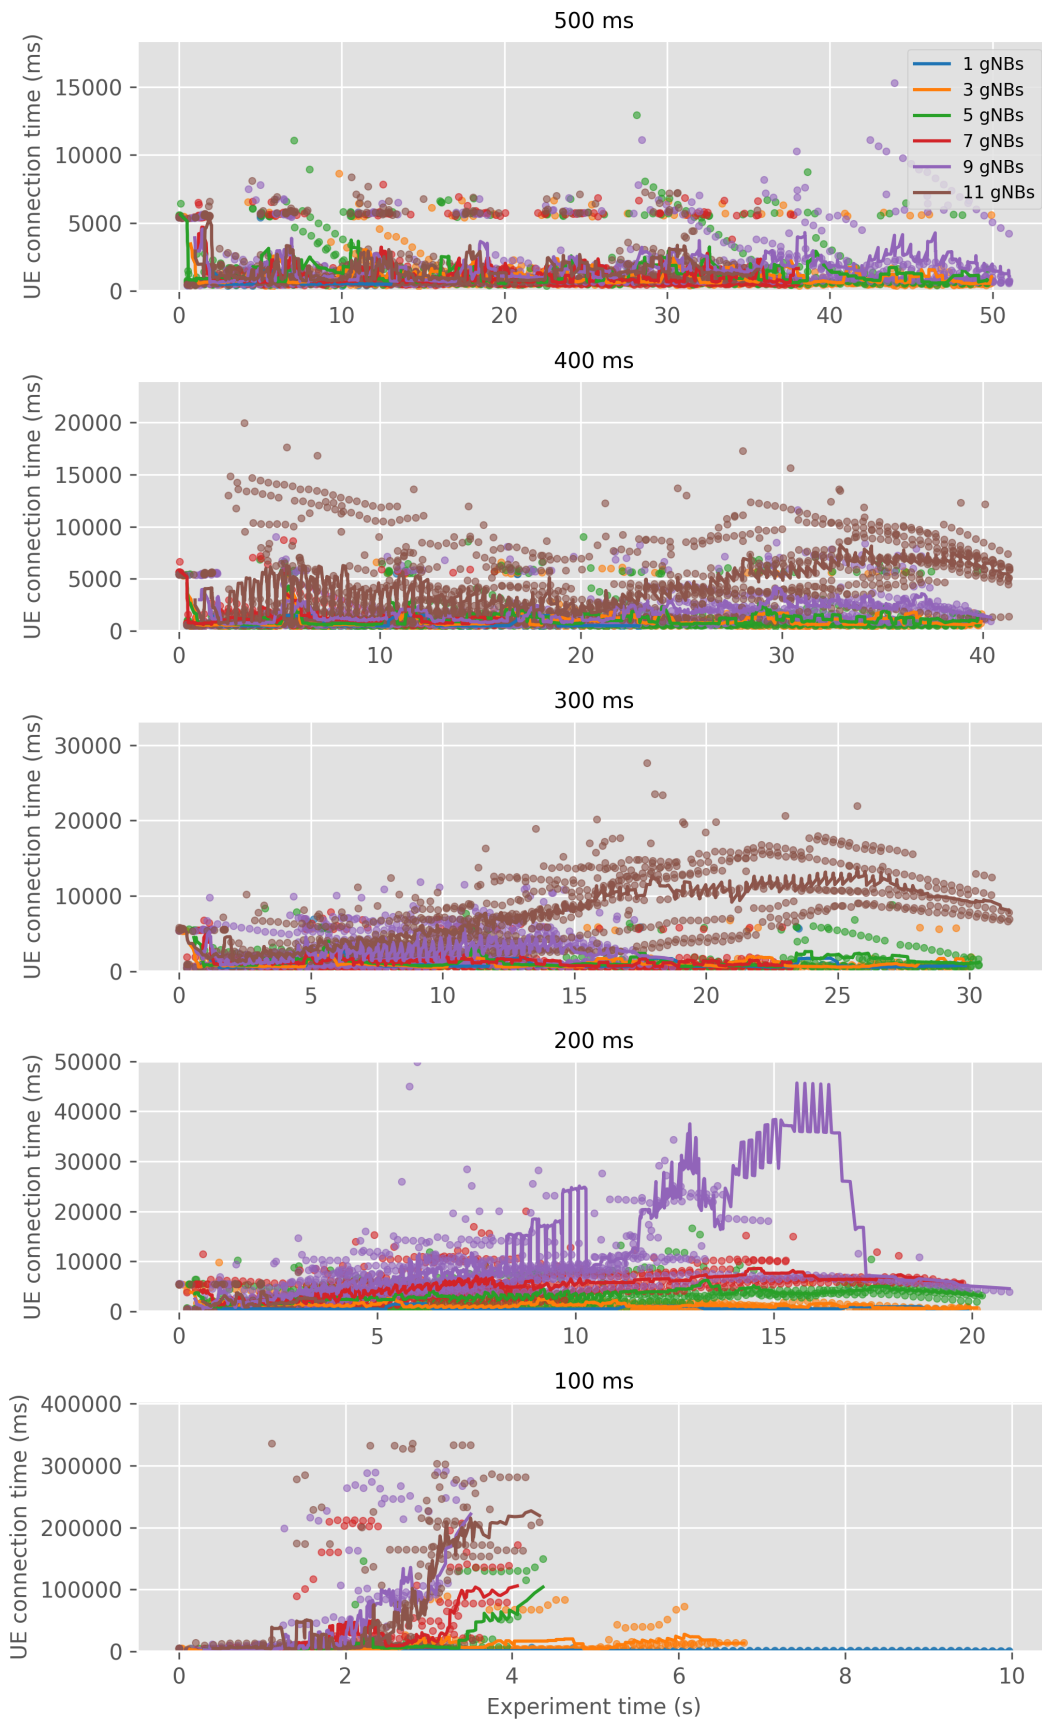 500 ms
UE connection time (ms)
15000
10000
5000
0
1 gNBs
3 gNBs
5 gNBs
7 gNBs
9 gNBs
11 gNBs
0 10 20 30 40 50
400 ms
UE connection time (ms)
20000
15000
10000
5000
0
0 10 20 30 40
300 ms
UE connection time (ms)
30000
20000
10000
0
0 5 10 15 20 25 30
200 ms
UE connection time (ms)
50000
40000
30000
20000
10000
0
0 5 10 15 20
100 ms
UE connection time (ms)
400000
300000
200000
100000
0
0 2 4 6 8 10
Experiment time (s)